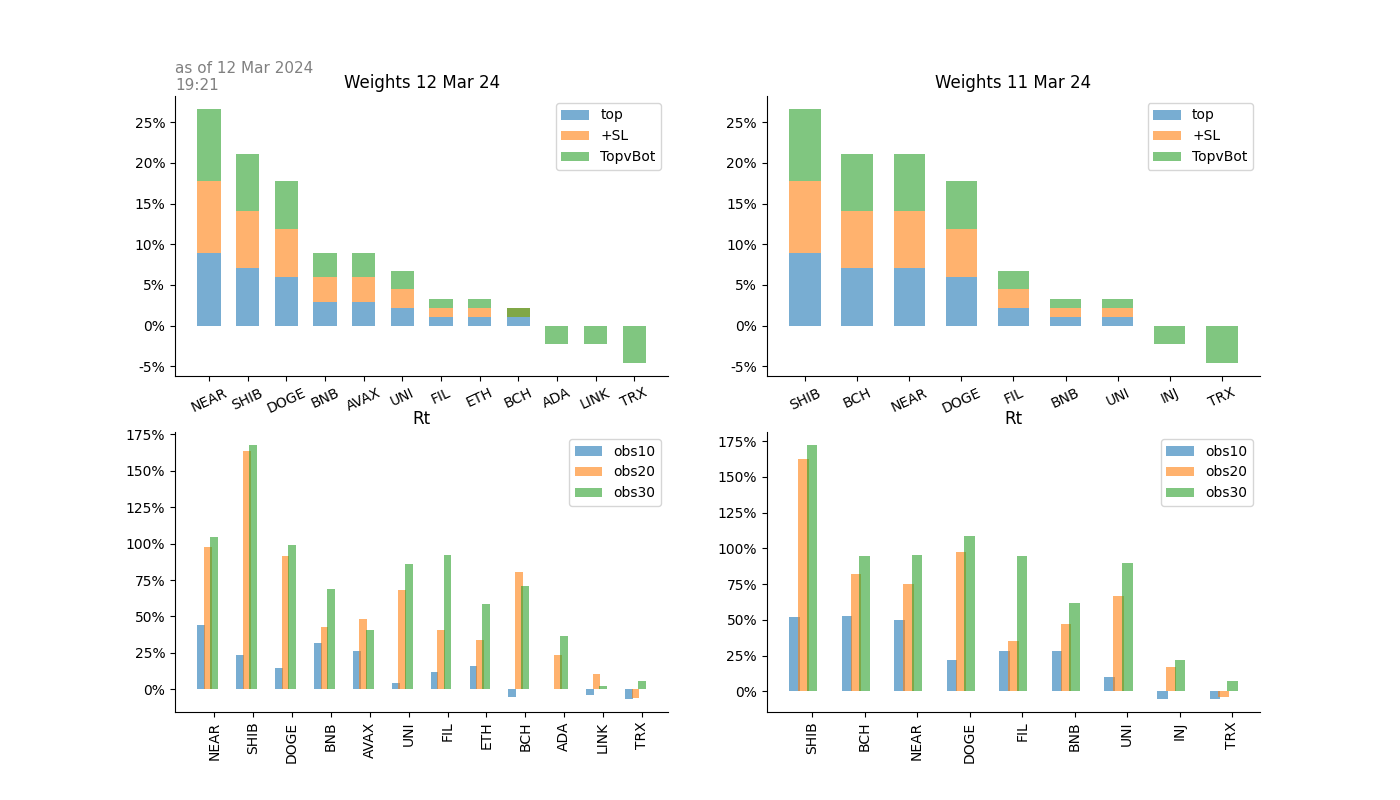 as of 12 Mar 2024
19:21
Weights 12 Mar 24
25%
20%
15%
10%
5%
0%
-5%
top
+SL
TopvBot
NEAR SHIB DOGE BNB AVAX UNI FIL ETH BCH ADA LINK TRX
Weights 11 Mar 24
25%
20%
15%
10%
5%
0%
-5%
top
+SL
TopvBot
SHIB BCH NEAR DOGE FIL BNB UNI INJ TRX
Rt
175%
150%
125%
100%
75%
50%
25%
0%
obs10
obs20
obs30
NEAR SHIB DOGE BNB AVAX UNI FIL ETH BCH ADA LINK TRX
Rt
175%
150%
125%
100%
75%
50%
25%
0%
obs10
obs20
obs30
SHIB BCH NEAR DOGE FIL BNB UNI INJ TRX